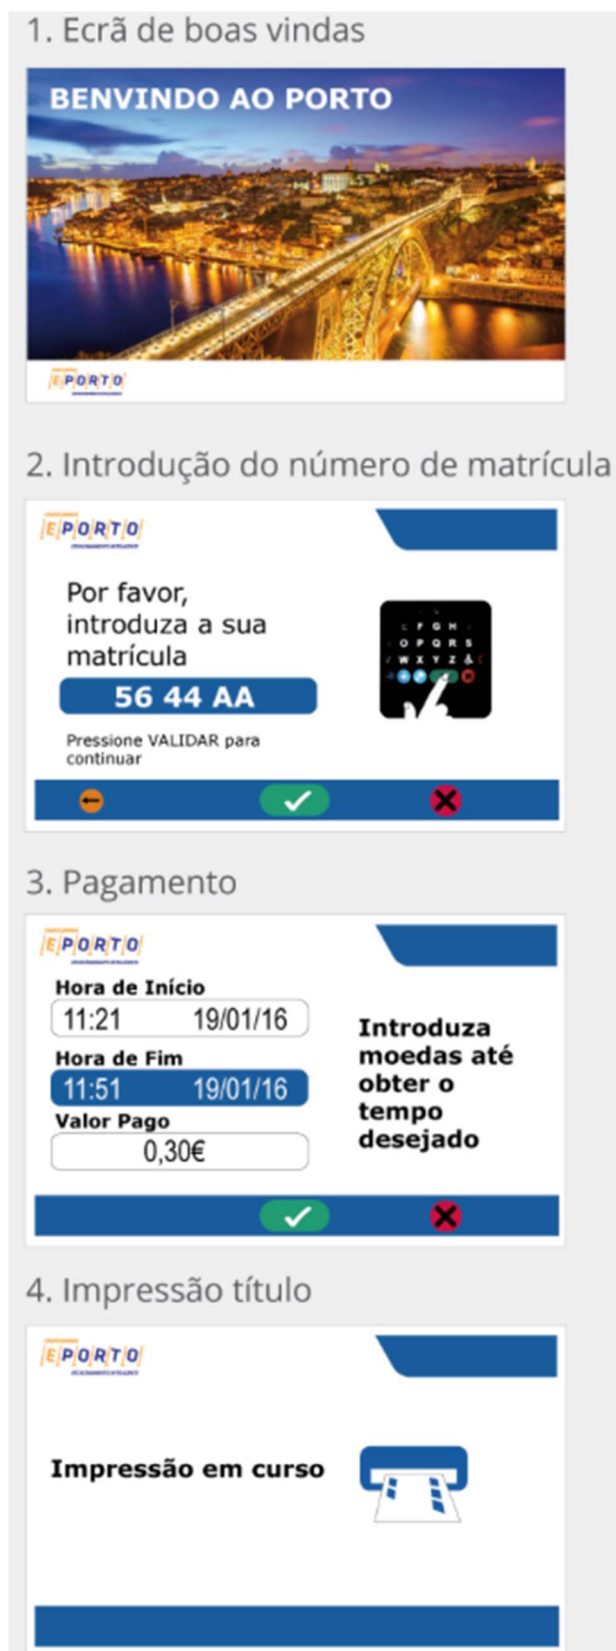 1. Ecrã de boas vindas
BENVINDO AO PORTO
EPORTO
2. Introdução do número de matrícula
EPORTO
Por favor,
introduza a sua
matrícula
F G H
O P Q R S
W X Y Z
56 44 AA
Pressione VALIDAR para
continuar
3. Pagamento
EPORTO
Hora de Início
11:21 19/01/16
Hora de Fim
11:51 19/01/16
Valor Pago
0,30€
Introduza
moedas até
obter o
tempo
desejado
4. Impressão título
EPORTO
Impressão em curso